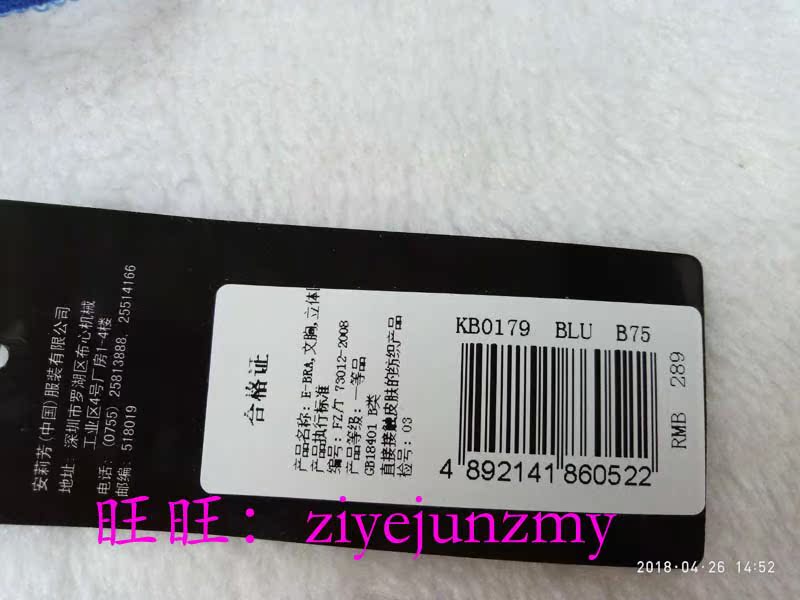 安莉芳(中国)服装有限公司
地址: 深圳市罗湖区布心机械
工业区4号厂房1-4楼
电话: (0755) 25813888, 25514166
邮编: 518019
合格证
产品名称: E-BRA,文胸,立体
产品执行标准
编号: FZ/T 73012-2008
产品等级: 一等品
GB18401 B类
直接接触皮肤的纺织产品
检号: 03
KB0179 BLU B75
4 892141 860522
RMB 289
旺旺: ziyejunzmy
2018-04-26 14:52